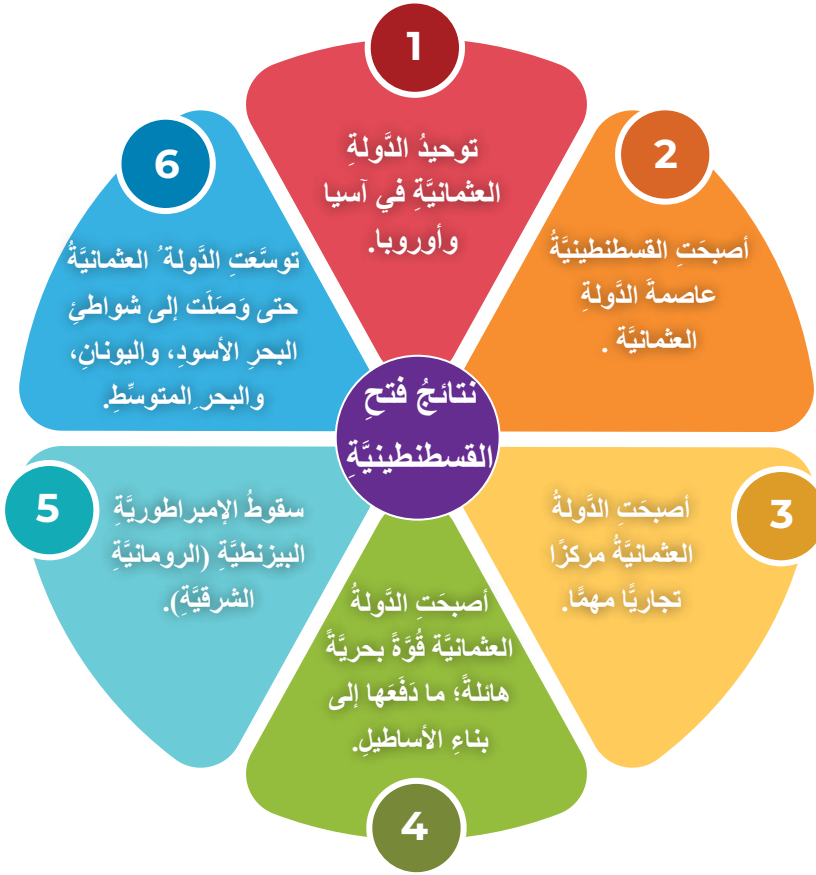 نتائجُ فتحِ
القسطنطينيَّةِ
1
توحيدُ الدَّولةِ
العثمانيَّةِ في آسيا
وأوروبا.
2
أصبحَتِ القسطنطينيَّةُ
عاصمةَ الدَّولةِ
العثمانيَّة .
3
أصبحَتِ الدَّولةُ
العثمانيَّةُ مركزًا
تجاريًّا مهمًّا.
4
أصبحَتِ الدَّولةُ
العثمانيَّة قُوَّةً بحريَّةً
هائلةً؛ ما دَفَعَها إلى
بناءِ الأساطيلِ.
5
سقوطُ الإمبراطوريَّةِ
البيزنطيَّةِ (الرومانيَّةِ
الشرقيَّةِ).
6
توسَّعَتِ الدَّولة ُ العثمانيَّةُ
حتى وَصَلَت إلى شواطئِ
البحرِ الأسودِ، واليونانِ،
والبحر ِالمتوسِّطِ.